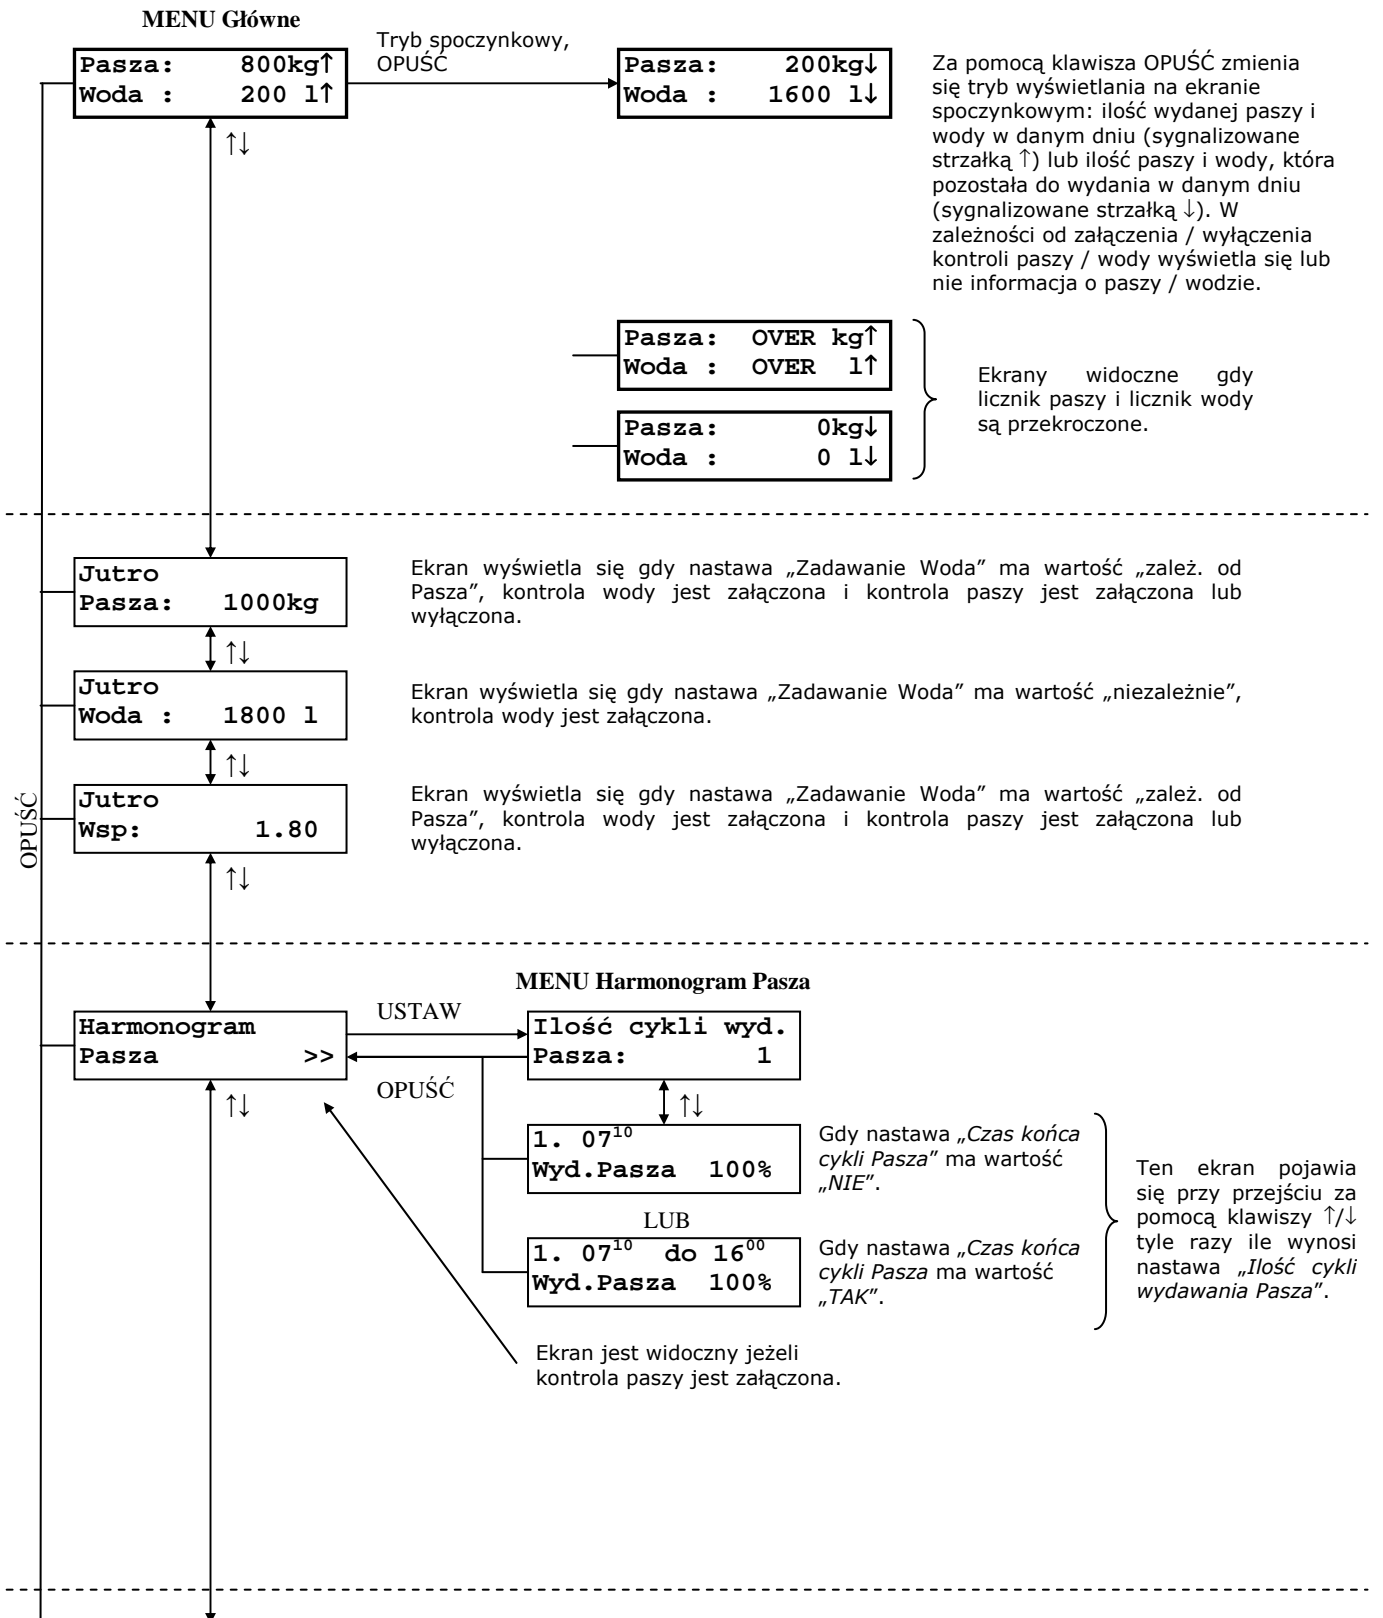 MENU Główne
Tryb spoczynkowy,
OPUŚĆ
Pasza: 800kg↑
Woda : 200 l↑
Pasza: 200kg↓
Woda : 1600 l↓
Za pomocą klawisza OPUŚĆ zmienia
się tryb wyświetlania na ekranie
spoczynkowym: ilość wydanej paszy i
wody w danym dniu (sygnalizowane
strzałką ↑) lub ilość paszy i wody, która
pozostała do wydania w danym dniu
(sygnalizowane strzałką ↓). W
zależności od załączenia / wyłączenia
kontroli paszy / wody wyświetla się lub
nie informacja o paszy / wodzie.
↑↓
Pasza: OVER kg↑
Woda : OVER l↑
Pasza: 0kg↓
Woda : 0 l↓
Ekrany widoczne gdy
licznik paszy i licznik wody
są przekroczone.
Jutro
Pasza: 1000kg
Ekran wyświetla się gdy nastawa „Zadawanie Woda” ma wartość „zależ. od
Pasza”, kontrola wody jest załączona i kontrola paszy jest załączona lub
wyłączona.
↑↓
Jutro
Woda : 1800 l
Ekran wyświetla się gdy nastawa „Zadawanie Woda” ma wartość „niezależnie”,
kontrola wody jest załączona.
↑↓
Jutro
Wsp: 1.80
Ekran wyświetla się gdy nastawa „Zadawanie Woda” ma wartość „zależ. od
Pasza”, kontrola wody jest załączona i kontrola paszy jest załączona lub
wyłączona.
OPUŚĆ
↑↓
MENU Harmonogram Pasza
Harmonogram
Pasza >>
USTAW
OPUŚĆ
Ilość cykli wyd.
Pasza: 1
↑↓
↑↓
1. 07¹⁰
Wyd.Pasza 100%
Gdy nastawa „Czas końca
cykli Pasza” ma wartość
„NIE”.
LUB
1. 07¹⁰ do 16⁰⁰
Wyd.Pasza 100%
Gdy nastawa „Czas końca
cykli Pasza ma wartość
„TAK”.
Ten ekran pojawia
się przy przejściu za
pomocą klawiszy ↑/↓
tyle razy ile wynosi
nastawa „Ilość cykli
wydawania Pasza”.
Ekran jest widoczny jeżeli
kontrola paszy jest załączona.